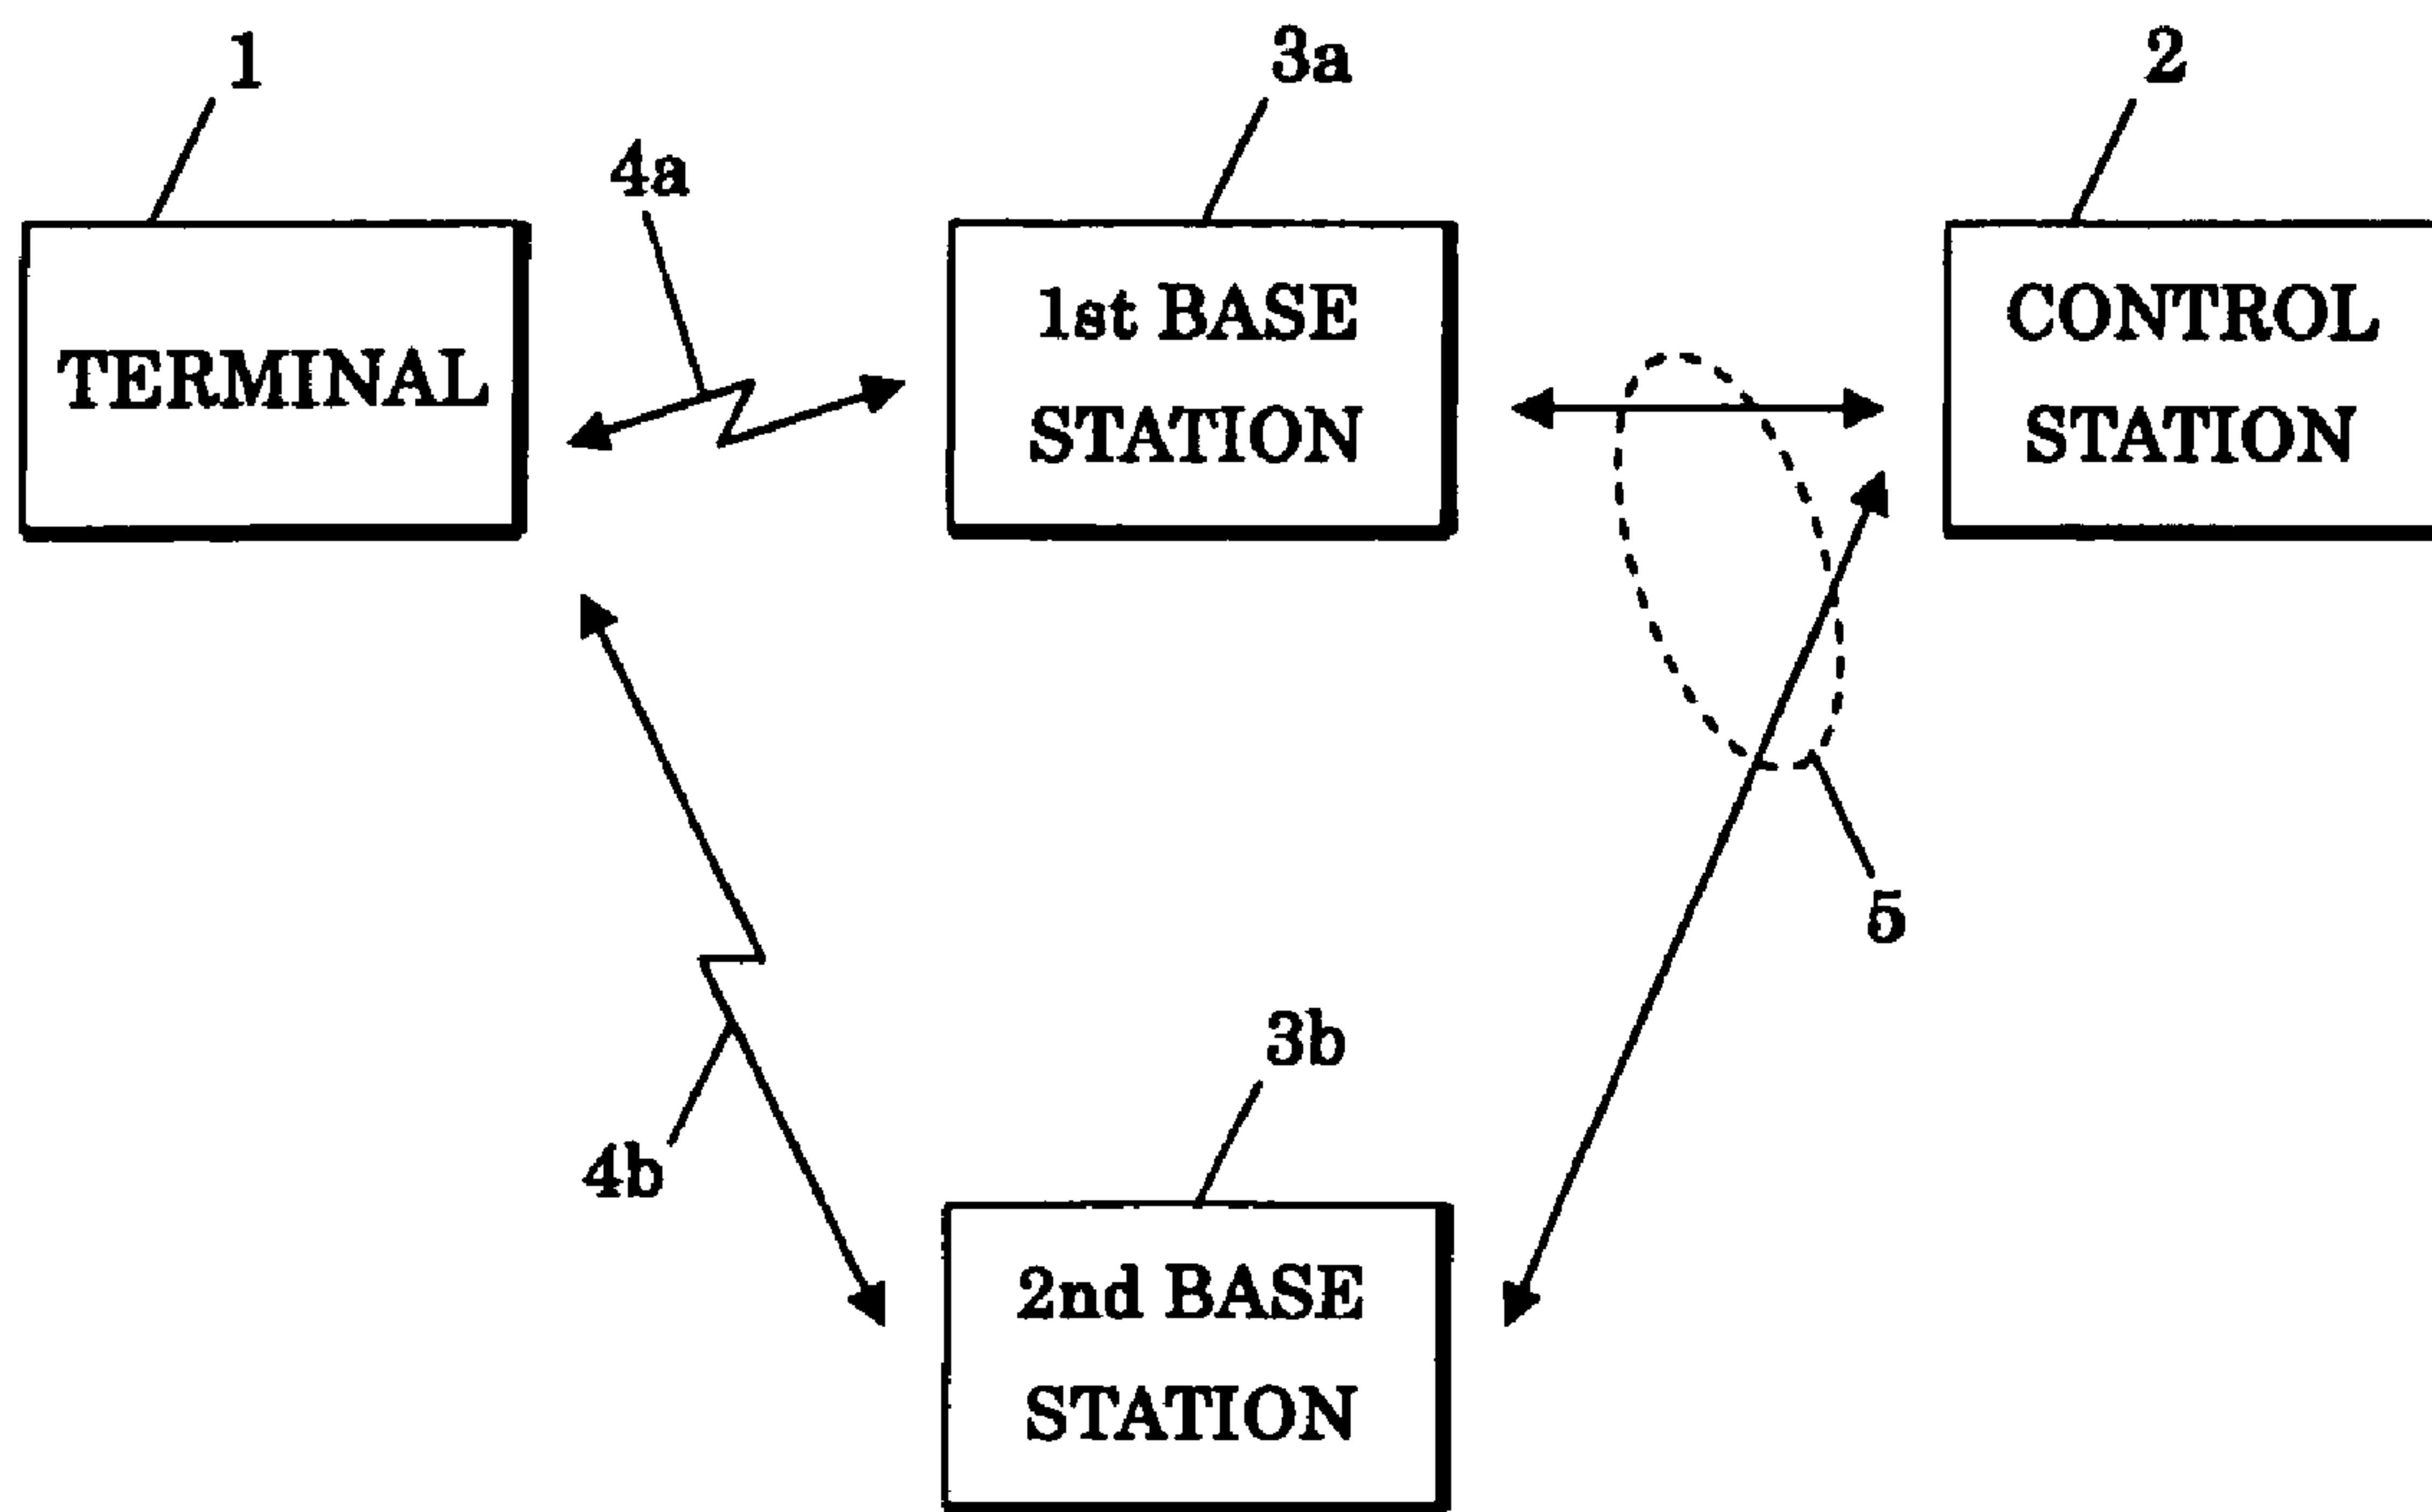 1
3a
2
4a
TERMINAL
1st BASE
STATION
CONTROL
STATION
5
3b
4b
2nd BASE
STATION